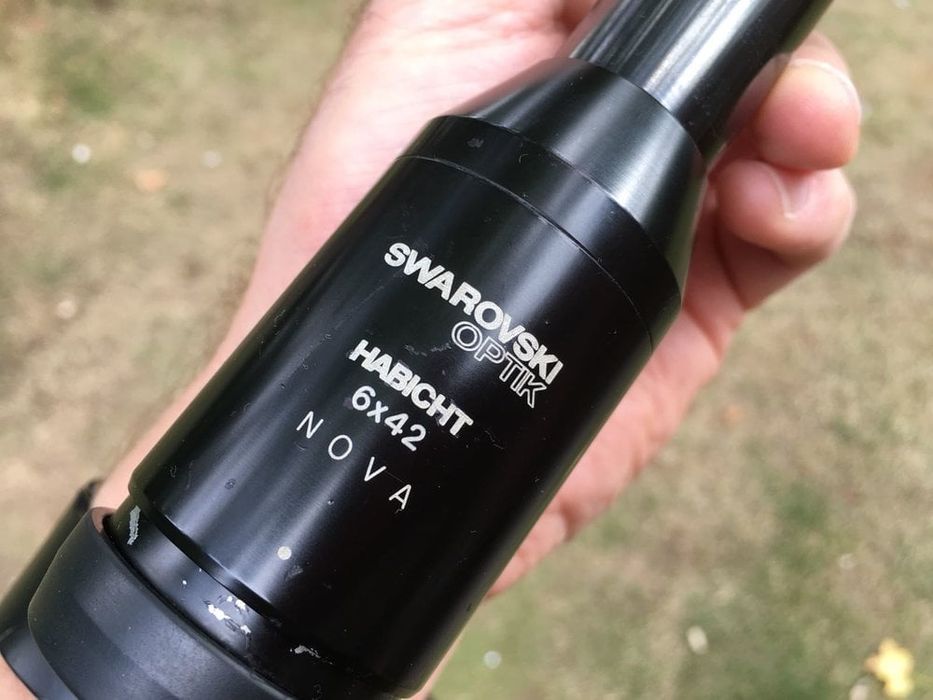 SWAROVSKI
OPTIK
HABICHT
6x42
NOVA